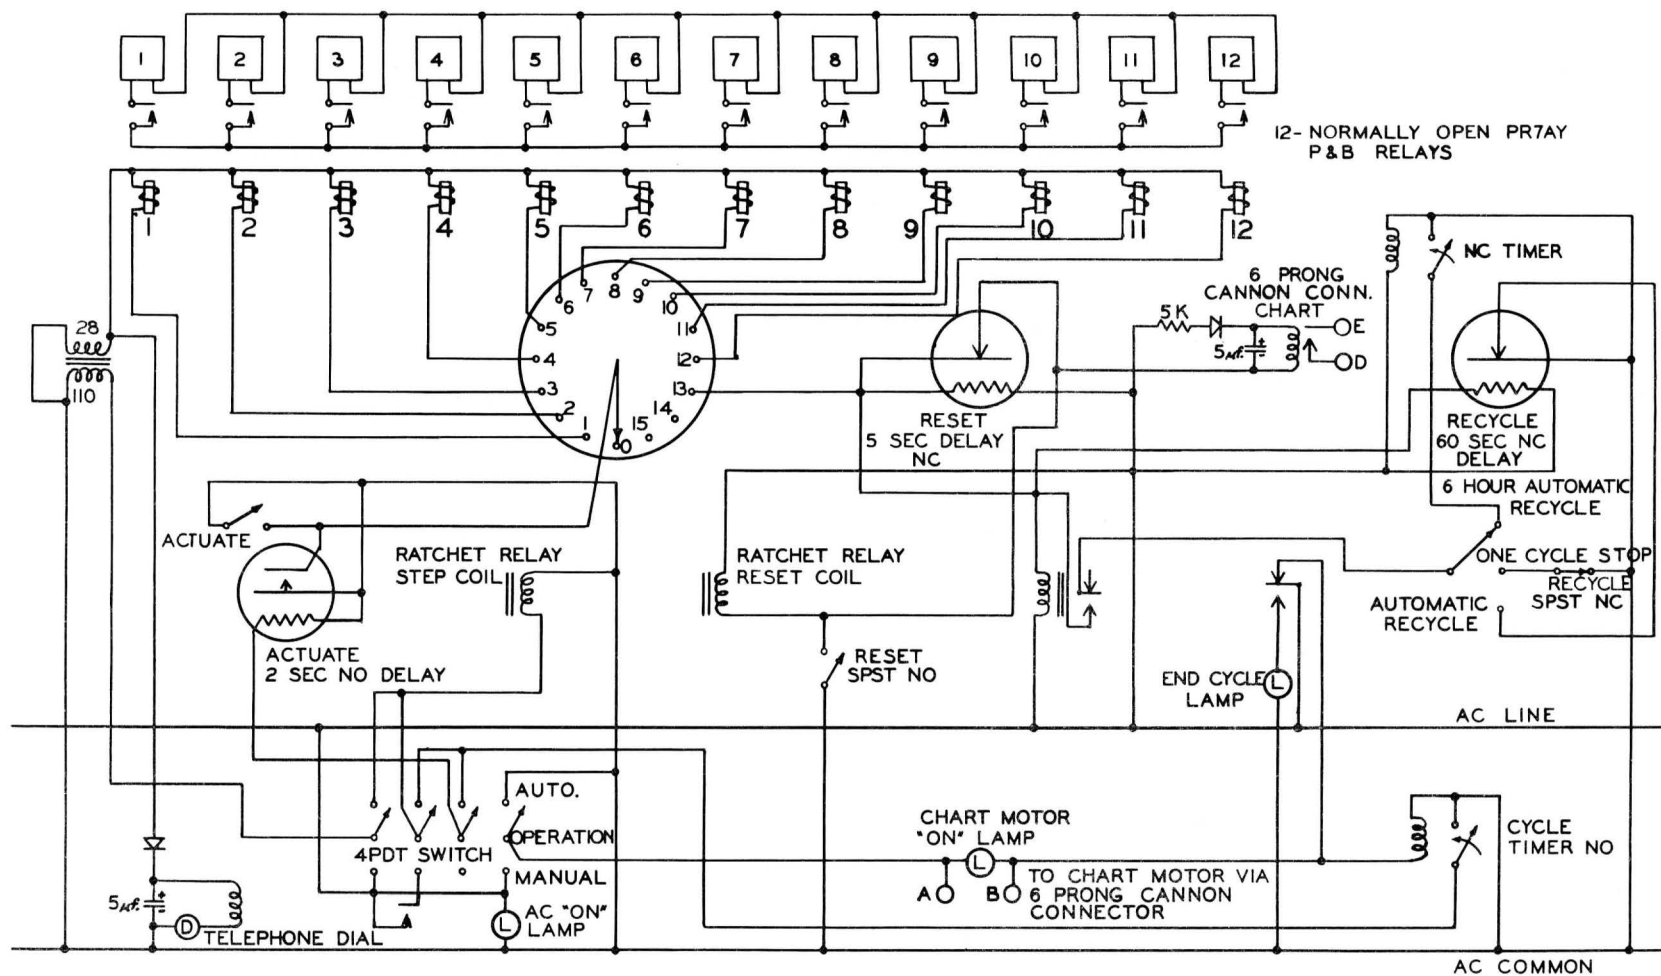 1 2 3 4 5 6 7 8 9 10 11 12
12- NORMALLY OPEN PR7AY
P&B RELAYS
1 2 3 4 5 6 7 8 9 10 11 12
NC TIMER
6 PRONG
CANNON CONN.
CHART
5K
E
5µf.
D
28
110
0 1 2 3 4 5 6 7 8 9 10 11 12 13 14 15
RESET
5 SEC DELAY
NC
RECYCLE
60 SEC NC
DELAY
6 HOUR AUTOMATIC
RECYCLE
ONE CYCLE STOP
RECYCLE
SPST NC
AUTOMATIC
RECYCLE
ACTUATE
ACTUATE
2 SEC NO DELAY
RATCHET RELAY
STEP COIL
RATCHET RELAY
RESET COIL
RESET
SPST NO
END CYCLE
LAMP
L
AC LINE
AUTO.
OPERATION
4PDT SWITCH
MANUAL
L
AC "ON"
LAMP
CHART MOTOR
"ON" LAMP
L
A
B
TO CHART MOTOR VIA
6 PRONG CANNON
CONNECTOR
CYCLE
TIMER NO
5µf.
D
TELEPHONE DIAL
AC COMMON